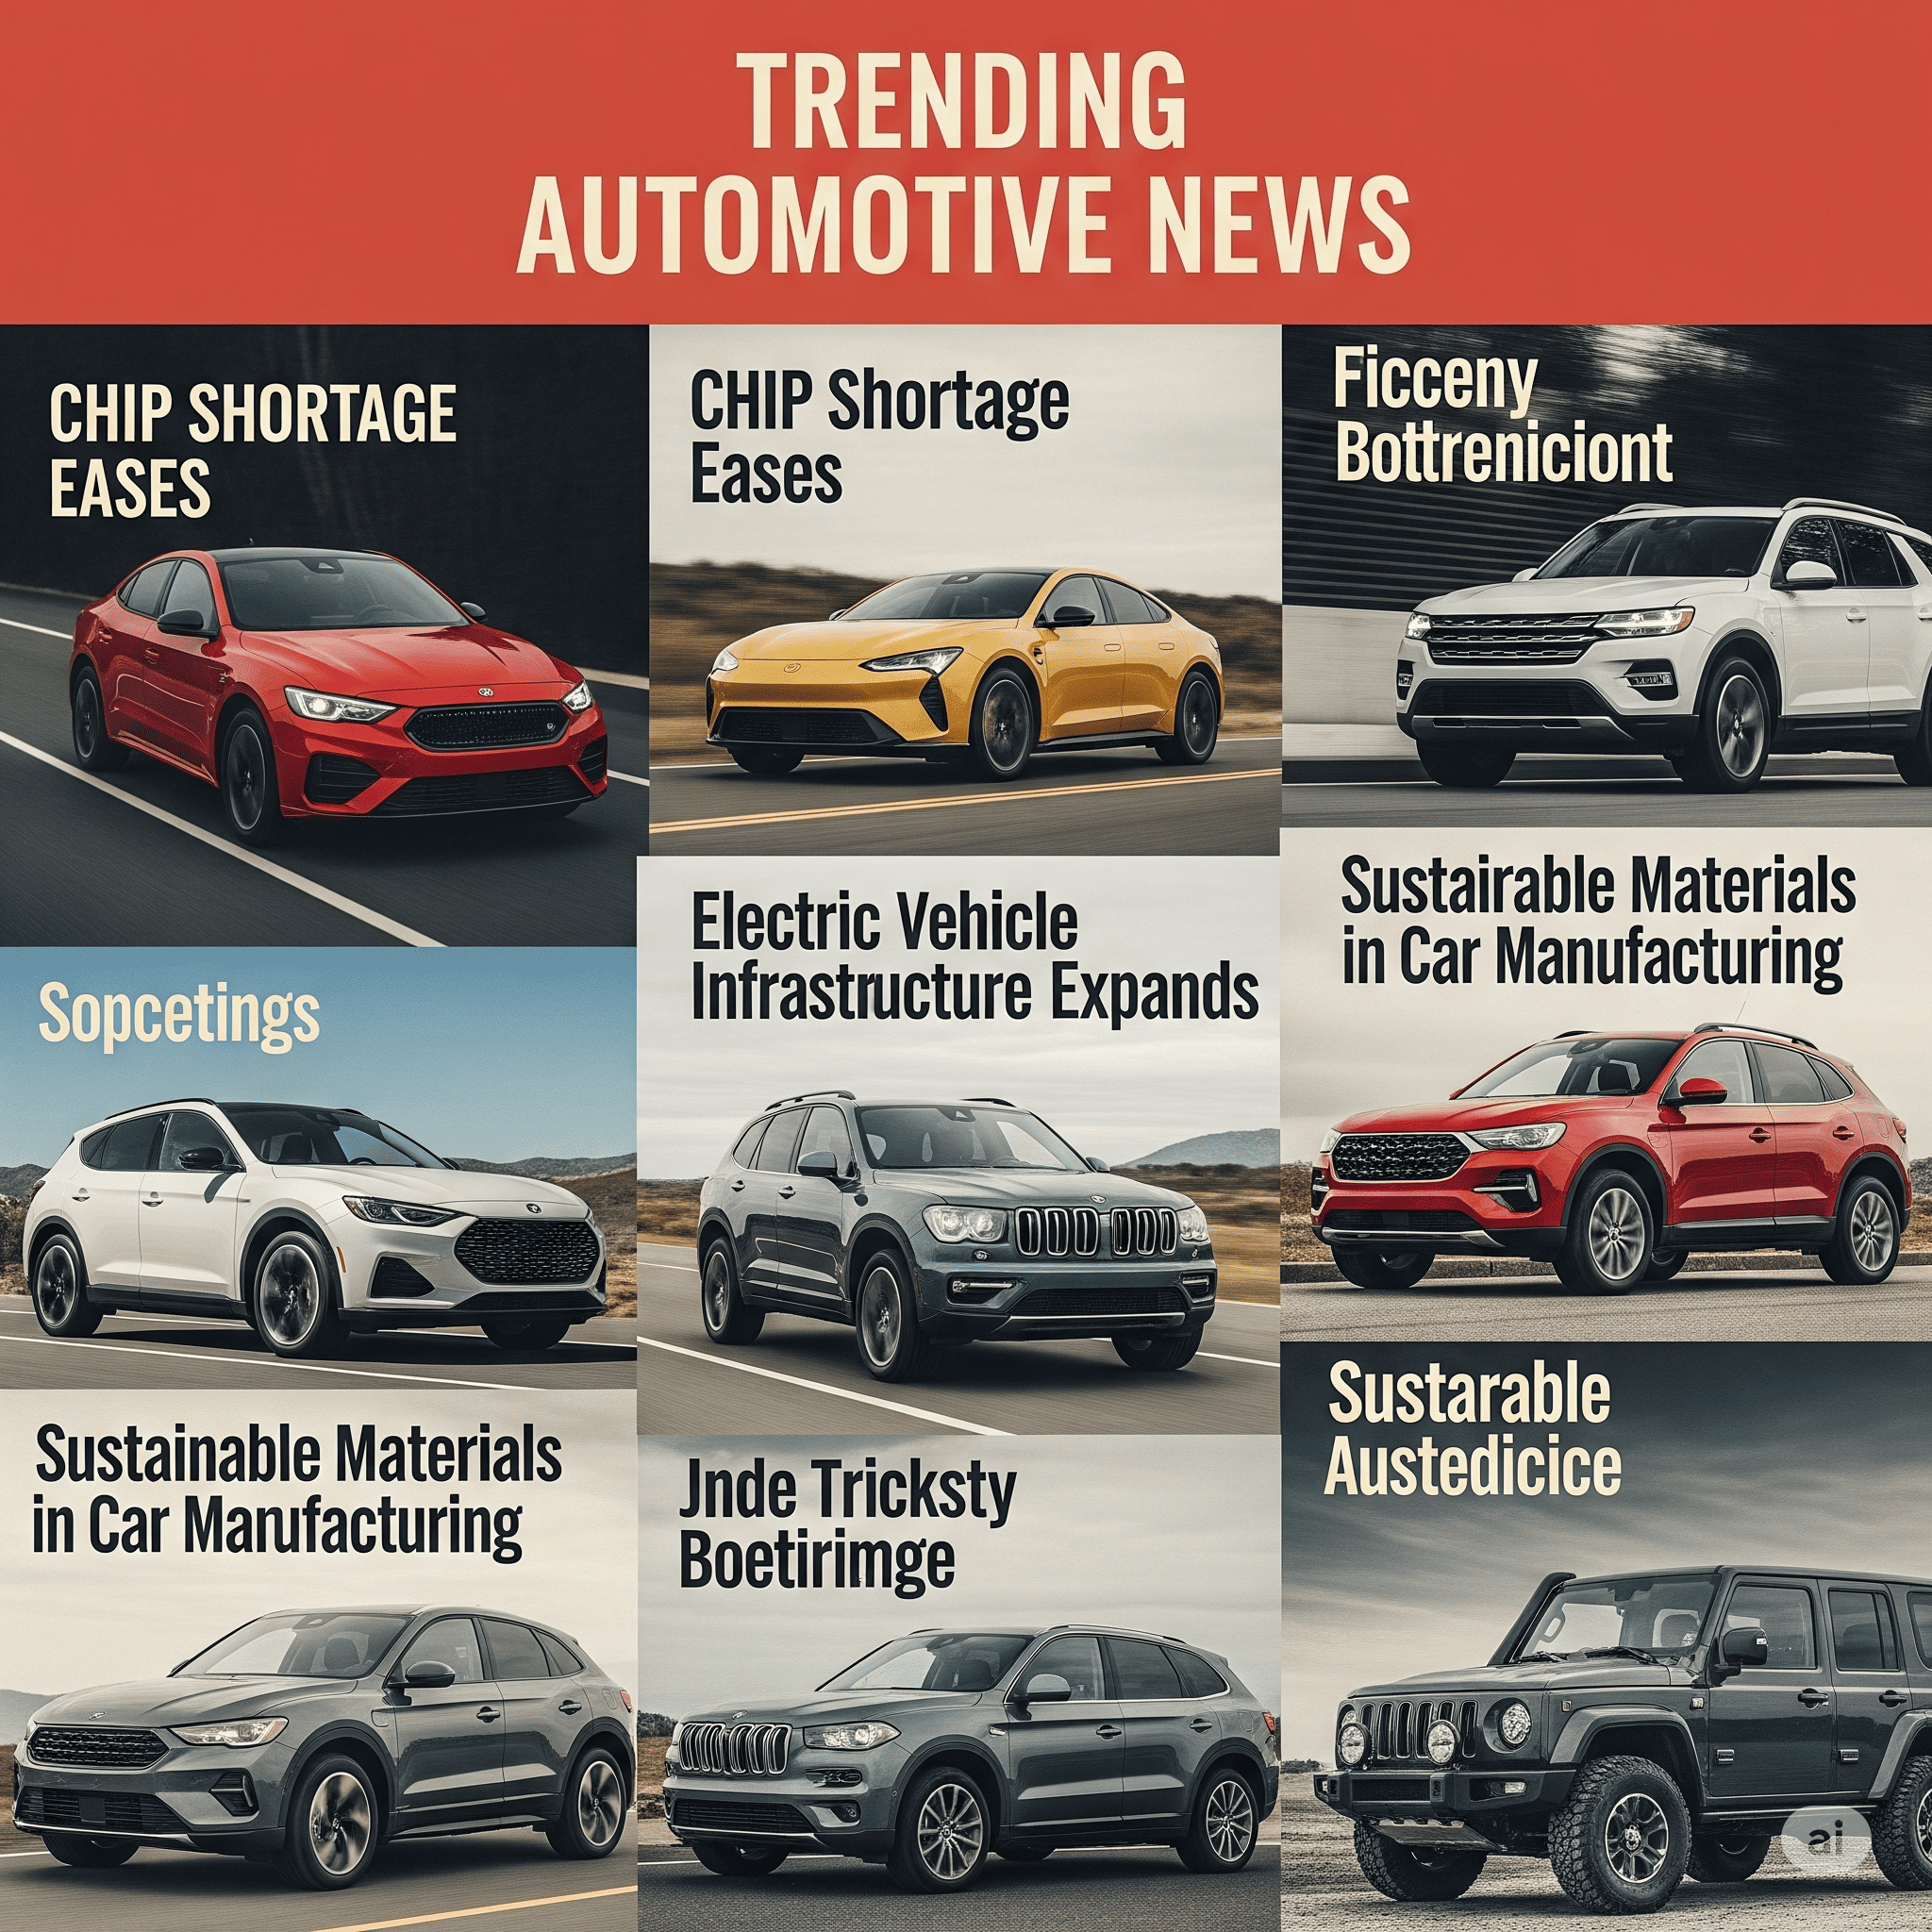 TRENDING
AUTOMOTIVE NEWS
CHIP SHORTAGE
EASES
CHIP Shortage
Eases
Ficceny
Bottreniciont
Sopcetings
Electric Vehicle
Infrastructure Expands
Sustairable Materials
in Car Manufacturing
Sustainable Materials
in Car Manufacturing
Jnde Tricksty
Boetirimge
Sustarable
Austedicice
ai